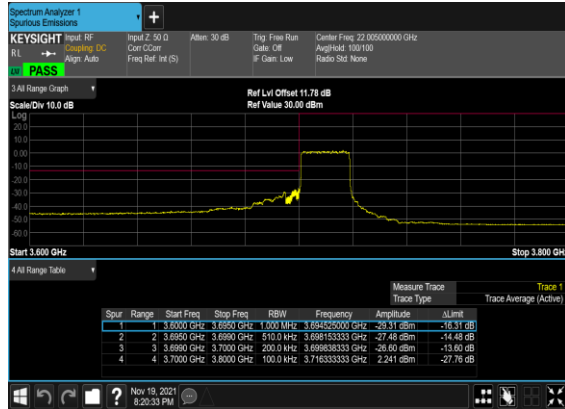 Spectrum Analyzer 1
Spurious Emissions
+
KEYSIGHT Input: RF Input Z: 50 Ω Atten: 30 dB Trig: Free Run Center Freq: 22.005000000 GHz
RL Coupling: DC Corr CCorr Gate: Off Avg|Hold: 100/100
Align: Auto Freq Ref: Int (S) IF Gain: Low Radio Std: None
PASS
3 All Range Graph Ref Lvl Offset 11.78 dB
Scale/Div 10.0 dB Ref Value 30.00 dBm
Log
20.0
10.0
0.00
-10.0
-20.0
-30.0
-40.0
-50.0
-60.0
Start 3.600 GHz Stop 3.800 GHz
4 All Range Table
Measure Trace Trace 1
Trace Type Trace Average (Active)
Spur Range Start Freq Stop Freq RBW Frequency Amplitude ΔLimit
1 1 3.6000 GHz 3.6950 GHz 1.000 MHz 3.694525000 GHz -29.31 dBm -16.31 dB
2 2 3.6950 GHz 3.6990 GHz 510.0 kHz 3.698153333 GHz -27.48 dBm -14.48 dB
3 3 3.6990 GHz 3.7000 GHz 200.0 kHz 3.699838333 GHz -26.60 dBm -13.60 dB
4 4 3.7000 GHz 3.8000 GHz 100.0 kHz 3.716333333 GHz 2.241 dBm -27.76 dB
? Nov 19, 2021
8:20:33 PM